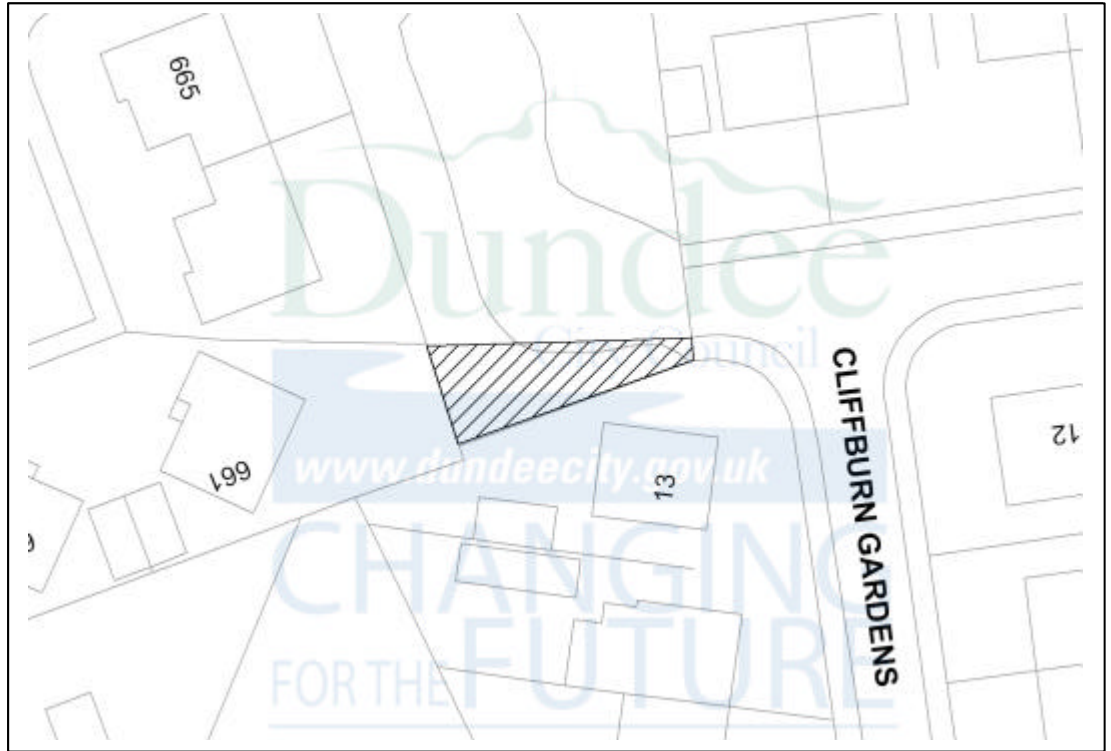 665
Dundee
City Council
CLIFFBURN GARDENS
12
661
www.dundeecity.gov.uk
13
CHANGING
FOR THE FUTURE